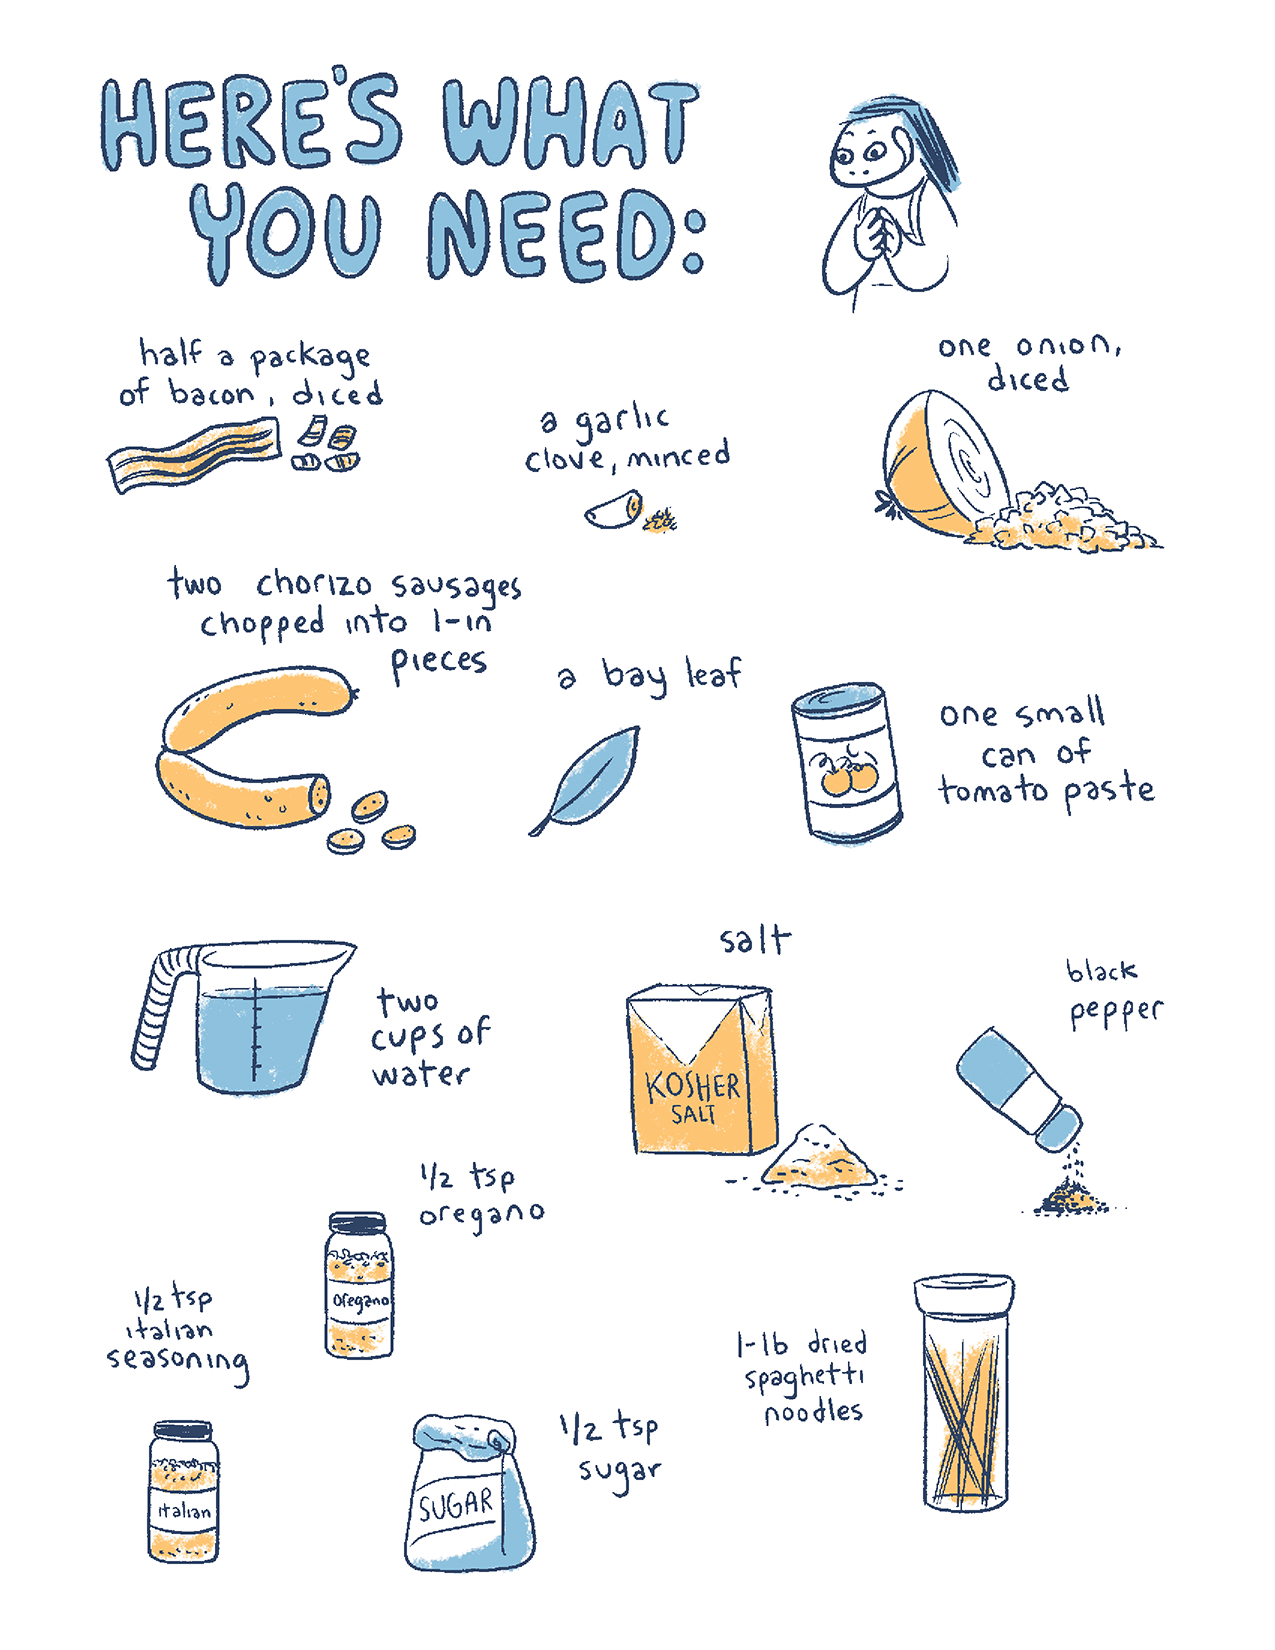 HERE'S WHAT
YOU NEED:
half a package
of bacon, diced
a garlic
clove, minced
one onion,
diced
two chorizo sausages
chopped into 1-in
pieces
a bay leaf
one small
can of
tomato paste
two
cups of
water
salt
KOSHER
SALT
black
pepper
1/2 tsp
oregano
Oregano
1/2 tsp
italian
seasoning
italian
SUGAR
1/2 tsp
sugar
1-lb dried
spaghetti
noodles